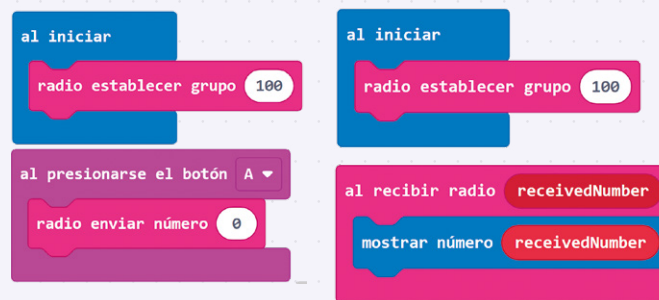 al iniciar
radio establecer grupo 100
al presionarse el botón A
radio enviar número 0
al iniciar
radio establecer grupo 100
al recibir radio receivedNumber
mostrar número receivedNumber